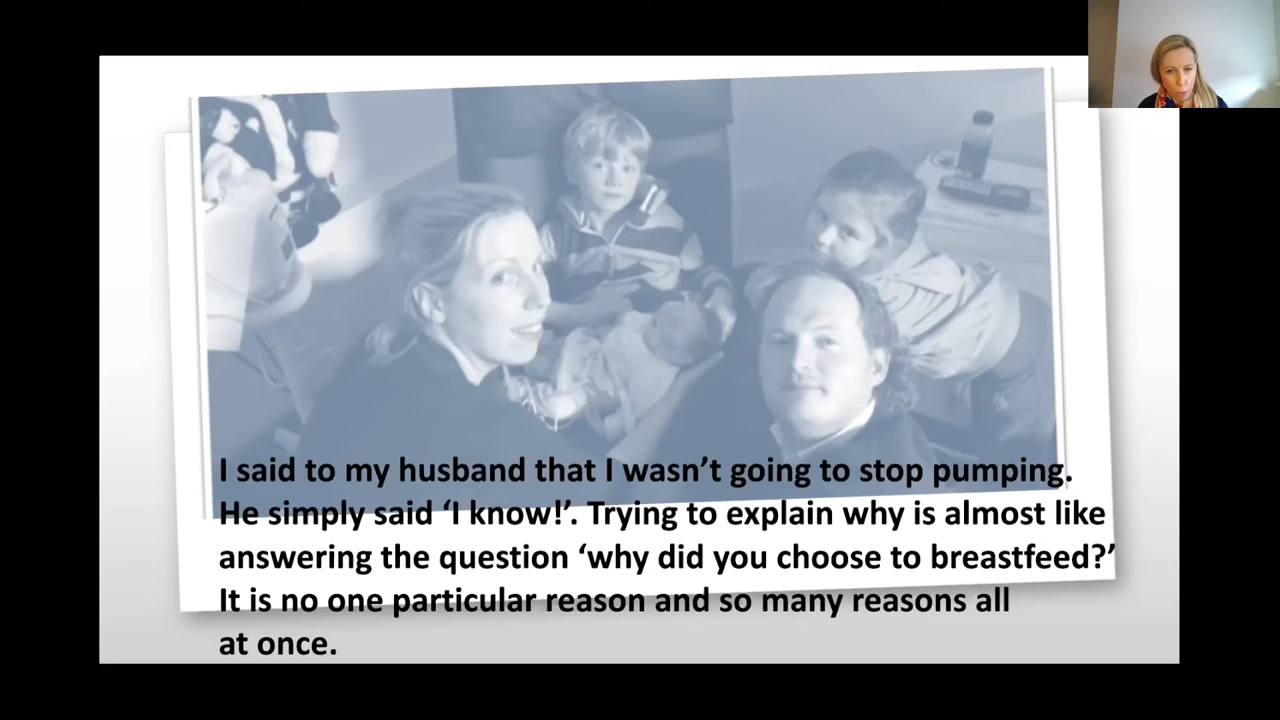 I said to my husband that I wasn’t going to stop pumping.
He simply said ‘I know!’. Trying to explain why is almost like
answering the question ‘why did you choose to breastfeed?’
It is no one particular reason and so many reasons all
at once.